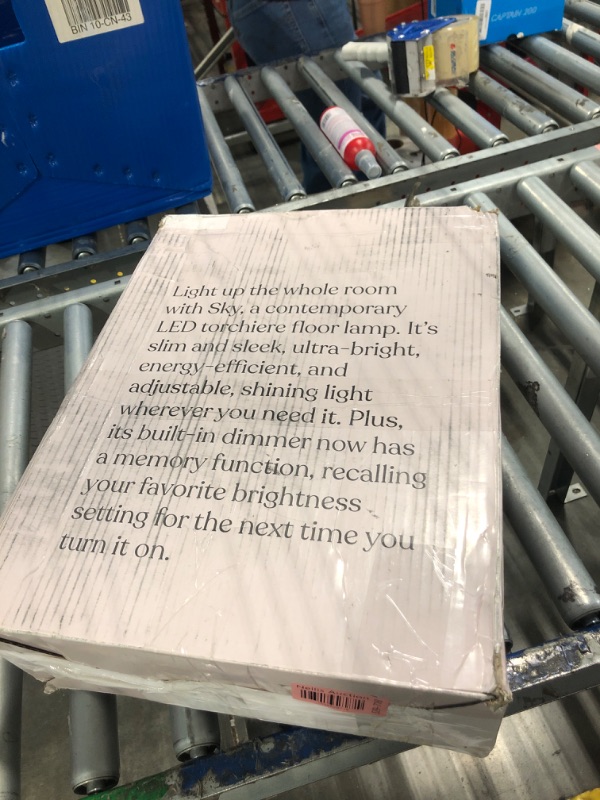 BIN 10-CN-43
CAPTAIN 200
Light up the whole room
with Sky, a contemporary
LED torchiere floor lamp. It's
slim and sleek, ultra-bright,
energy-efficient, and
adjustable, shining light
wherever you need it. Plus,
its built-in dimmer now has
a memory function, recalling
your favorite brightness
setting for the next time you
turn it on.